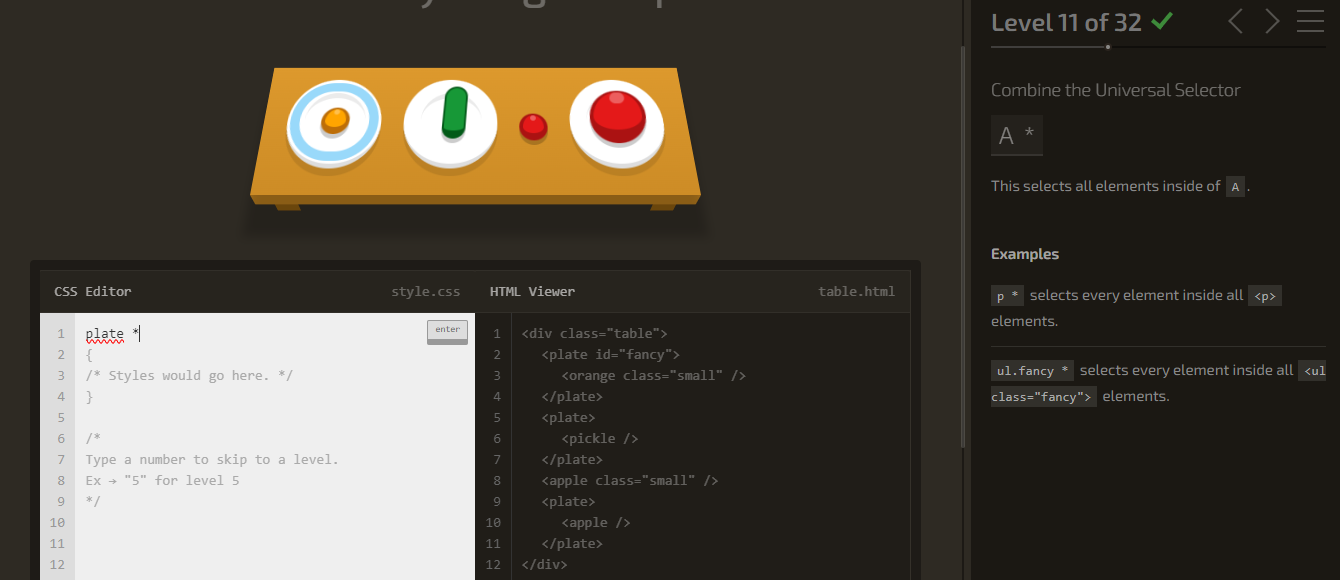 Level 11 of 32
Combine the Universal Selector
A *
This selects all elements inside of A .
Examples
p * selects every element inside all <p>
elements.
ul.fancy * selects every element inside all <ul
class="fancy"> elements.
CSS Editor style.css
1 plate * enter
2 {
3 /* Styles would go here. */
4 }
5
6 /*
7 Type a number to skip to a level.
8 Ex → "5" for level 5
9 */
10
11
12
HTML Viewer table.html
1 <div class="table">
2 <plate id="fancy">
3 <orange class="small" />
4 </plate>
5 <plate>
6 <pickle />
7 </plate>
8 <apple class="small" />
9 <plate>
10 <apple />
11 </plate>
12 </div>